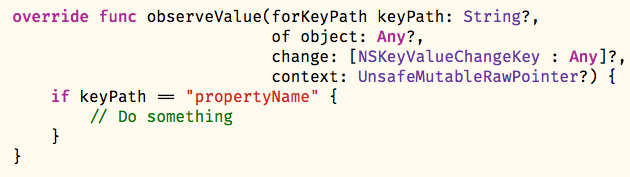 override func observeValue(forKeyPath keyPath: String?,
                           of object: Any?,
                           change: [NSKeyValueChangeKey : Any]?,
                           context: UnsafeMutableRawPointer?) {
    if keyPath == "propertyName" {
        // Do something
    }
}